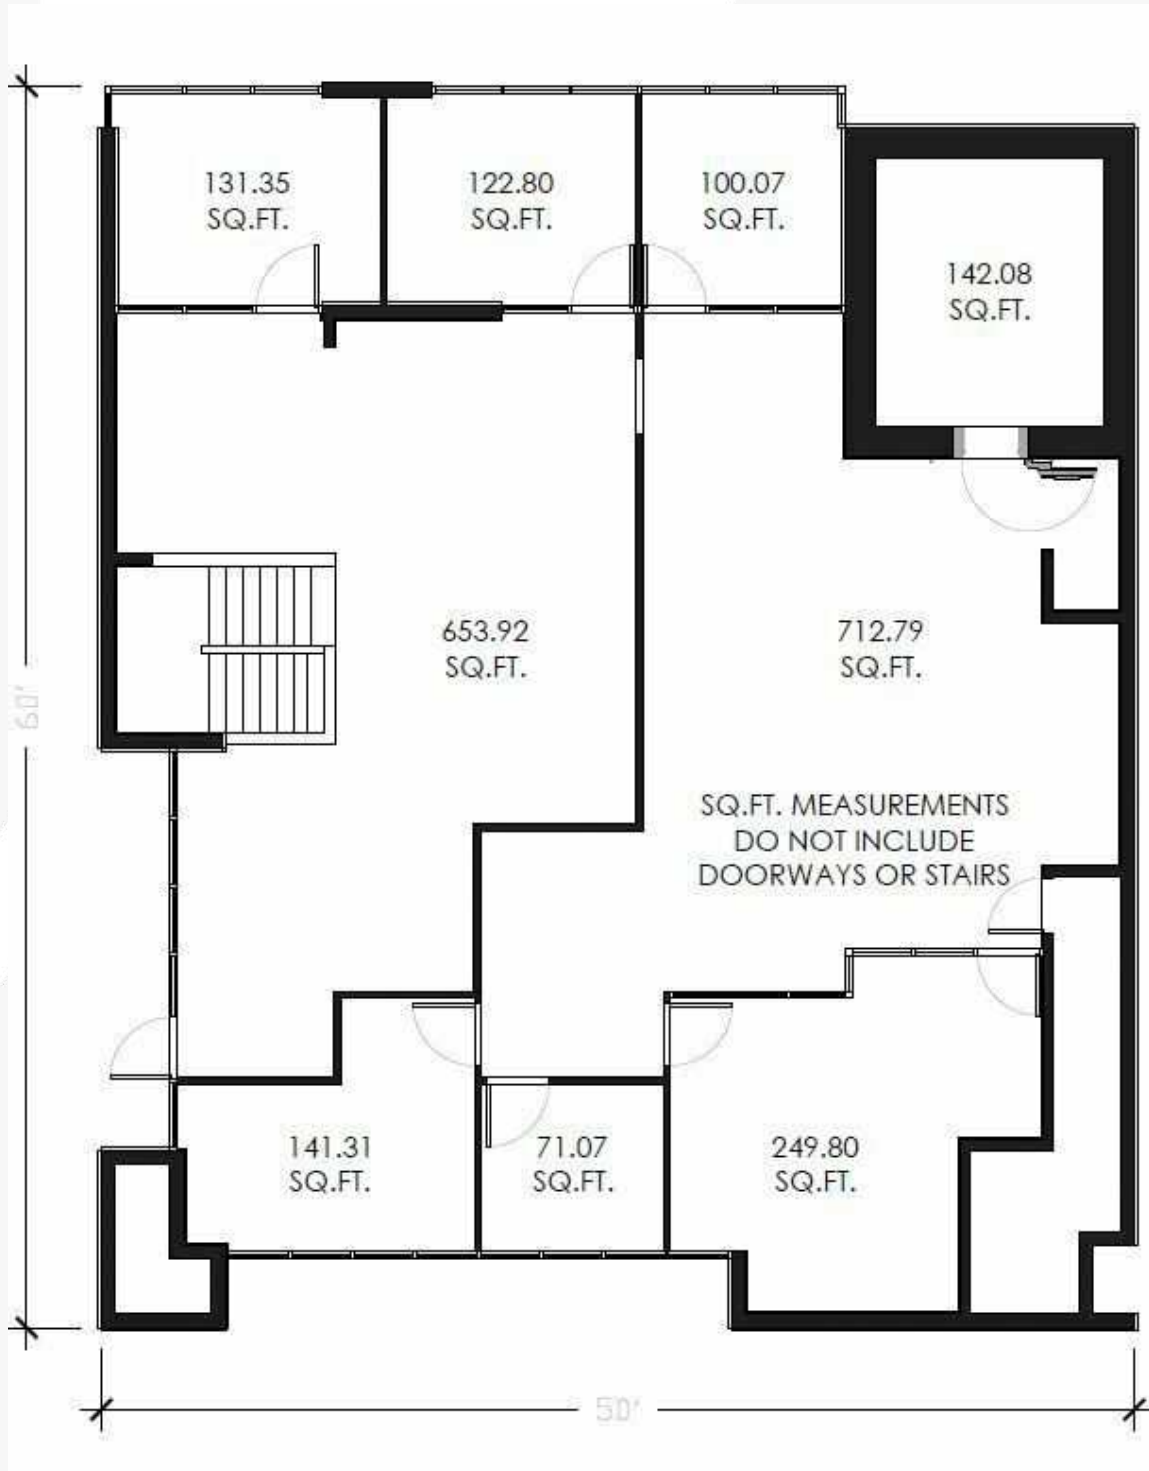 131.35
SQ.FT.
122.80
SQ.FT.
100.07
SQ.FT.
142.08
SQ.FT.
653.92
SQ.FT.
712.79
SQ.FT.
60'
SQ.FT. MEASUREMENTS
DO NOT INCLUDE
DOORWAYS OR STAIRS
141.31
SQ.FT.
71.07
SQ.FT.
249.80
SQ.FT.
50'